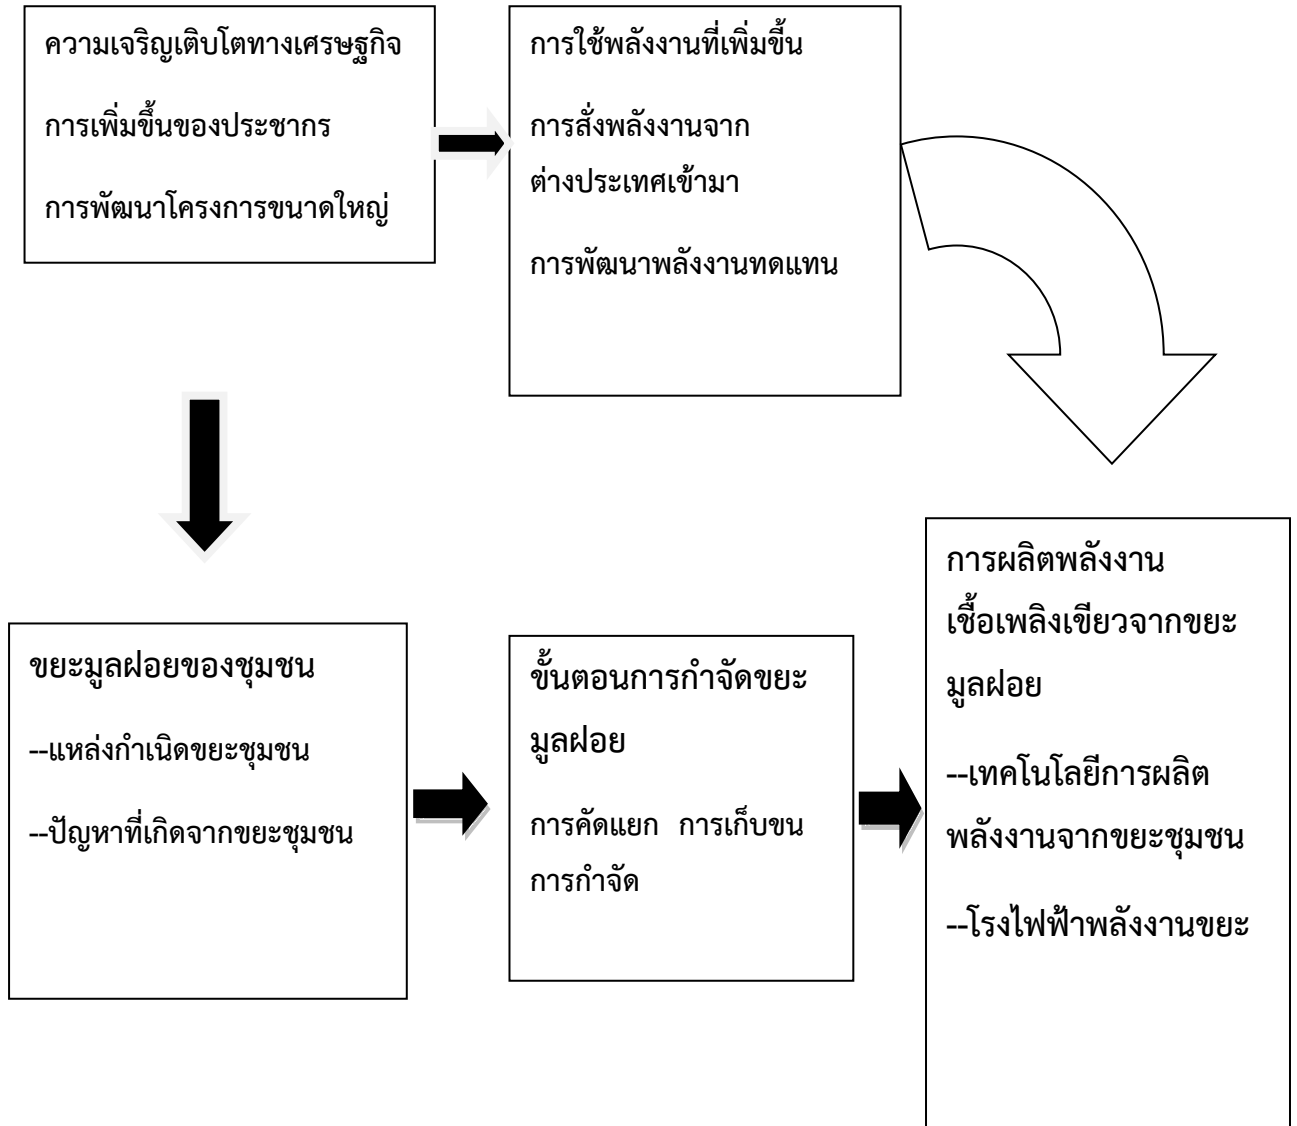 ความเจริญเติบโตทางเศรษฐกิจ
การเพิ่มขึ้นของประชากร
การพัฒนาโครงการขนาดใหญ่
การใช้พลังงานที่เพิ่มขึ้น
การสั่งพลังงานจาก
ต่างประเทศเข้ามา
การพัฒนาพลังงานทดแทน
ขยะมูลฝอยของชุมชน
--แหล่งกำเนิดขยะชุมชน
--ปัญหาที่เกิดจากขยะชุมชน
ขั้นตอนการกำจัดขยะ
มูลฝอย
การคัดแยก การเก็บขน
การกำจัด
การผลิตพลังงาน
เชื้อเพลิงเขียวจากขยะ
มูลฝอย
--เทคโนโลยีการผลิต
พลังงานจากขยะชุมชน
--โรงไฟฟ้าพลังงานขยะ